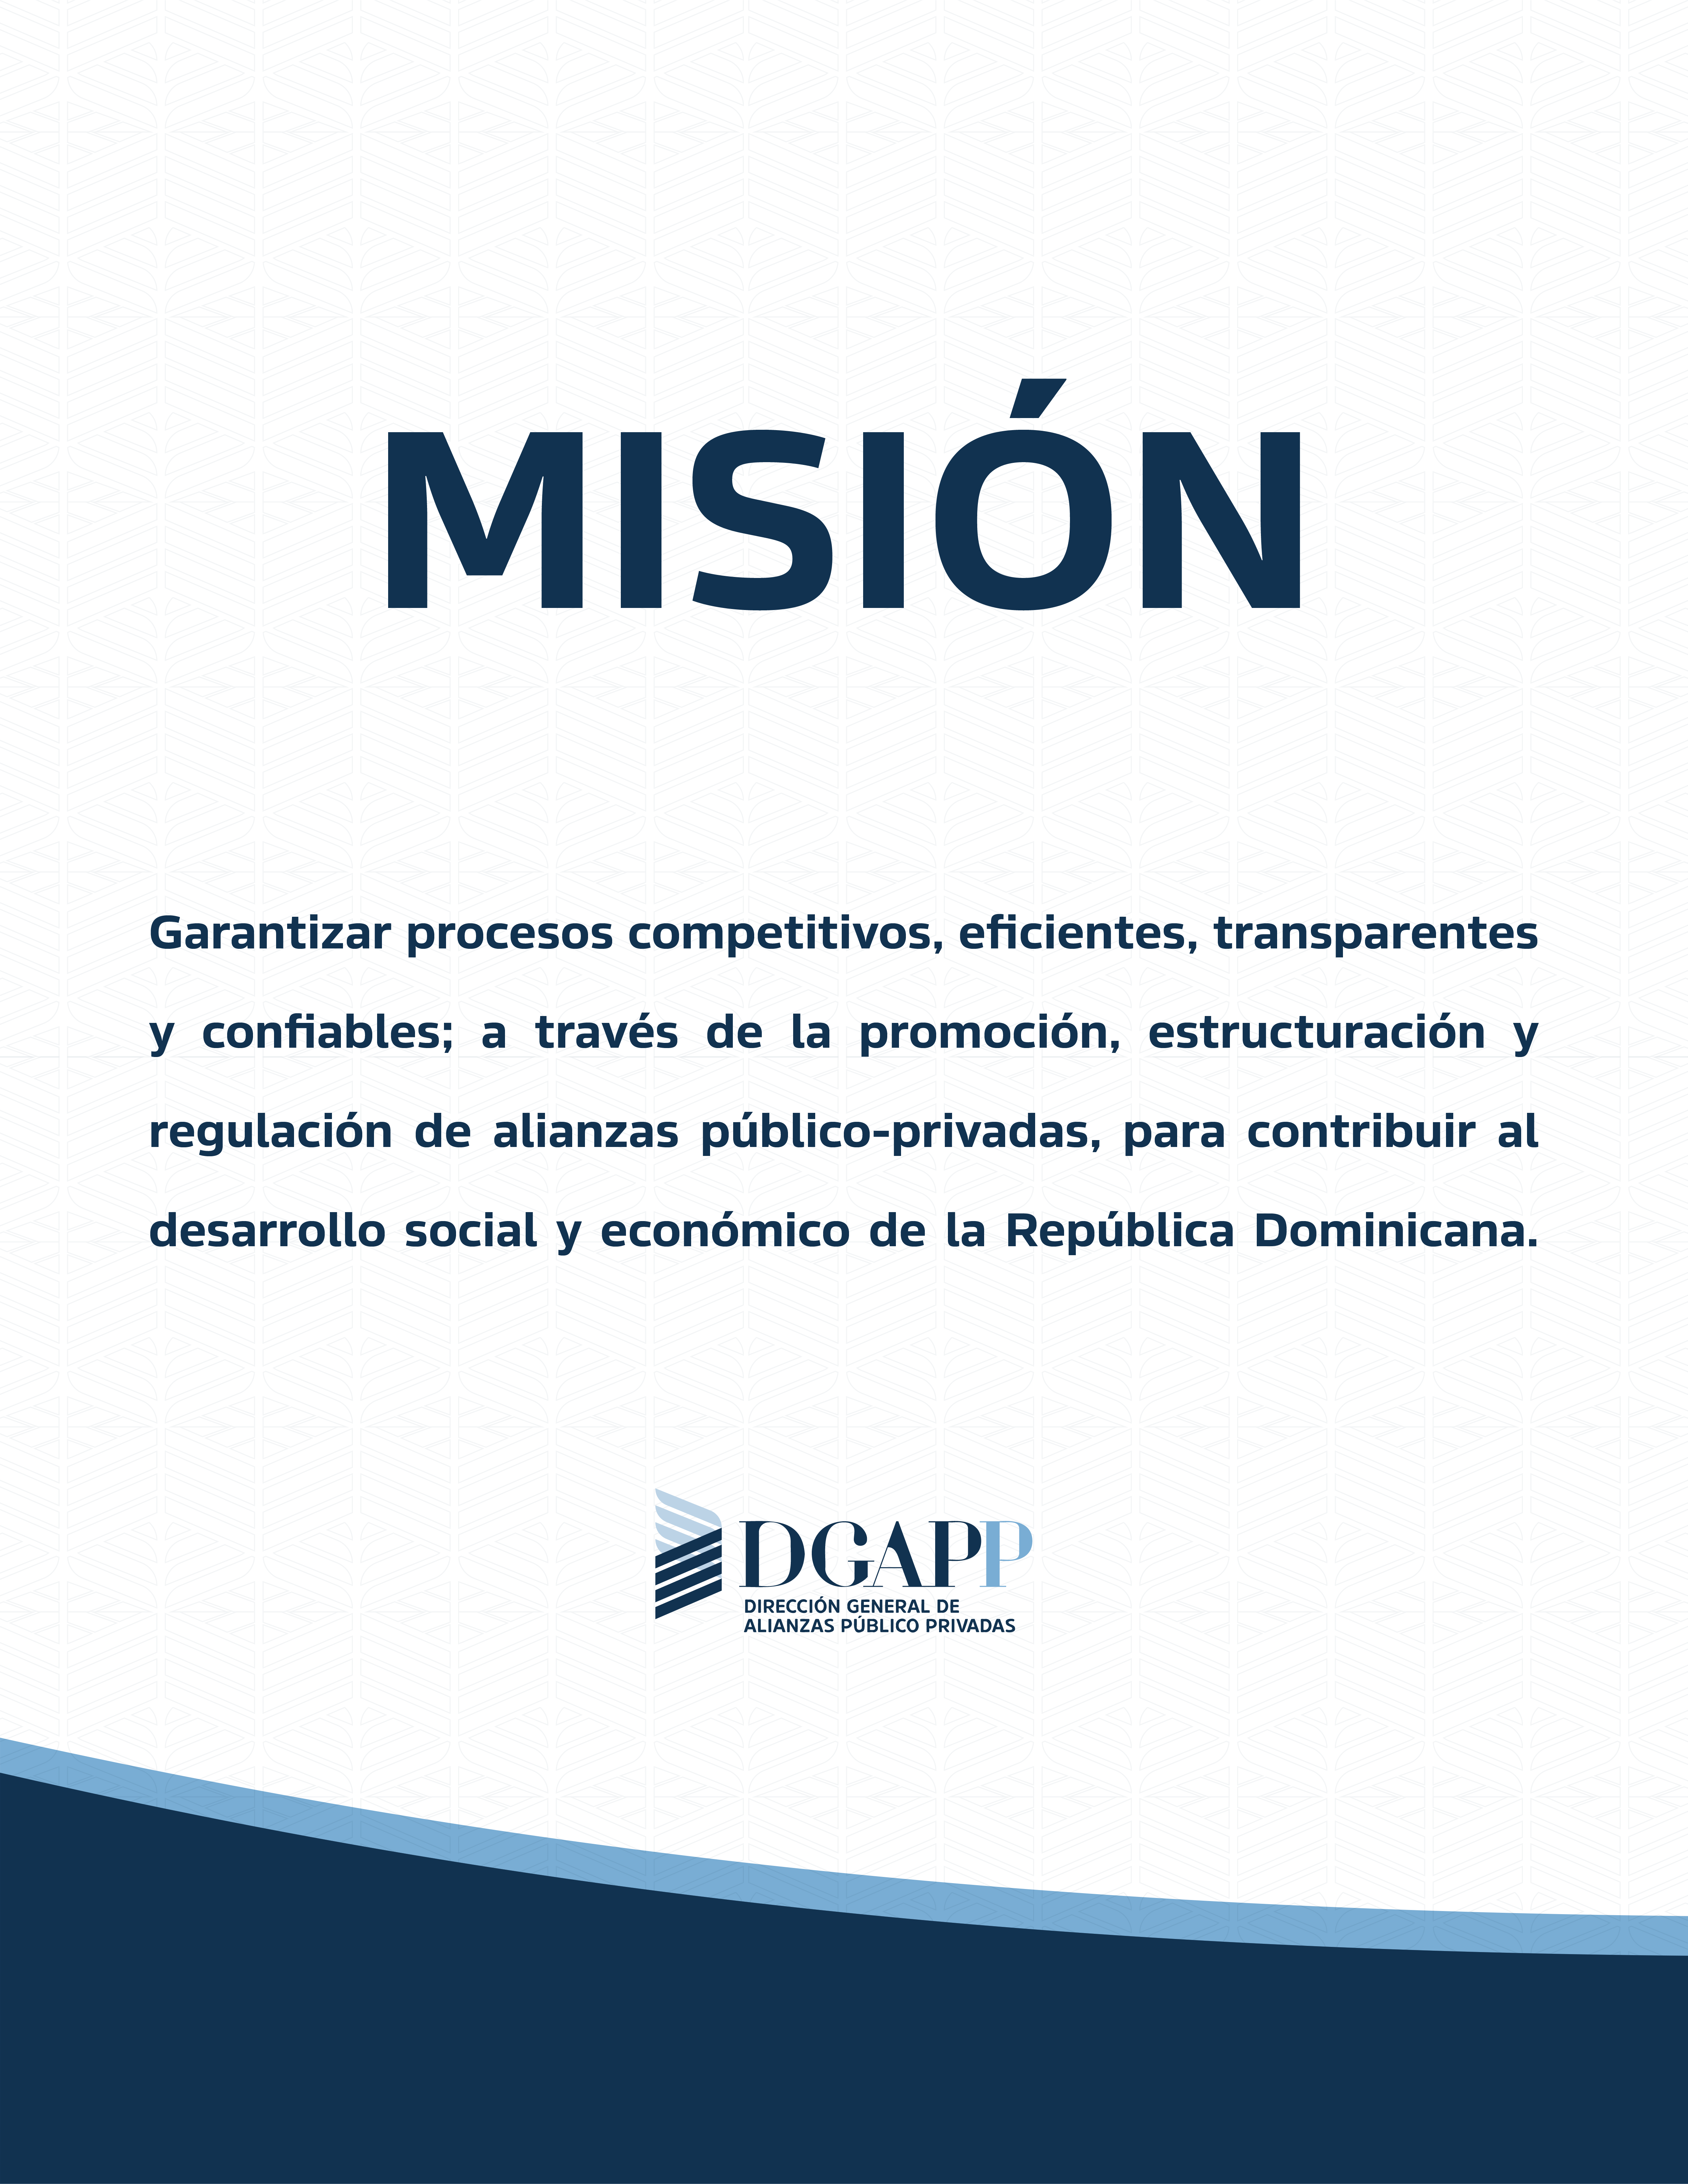 MISIÓN
Garantizar procesos competitivos, eficientes, transparentes
y confiables; a través de la promoción, estructuración y
regulación de alianzas público-privadas, para contribuir al
desarrollo social y económico de la República Dominicana.
DGAPP
DIRECCIÓN GENERAL DE
ALIANZAS PÚBLICO PRIVADAS